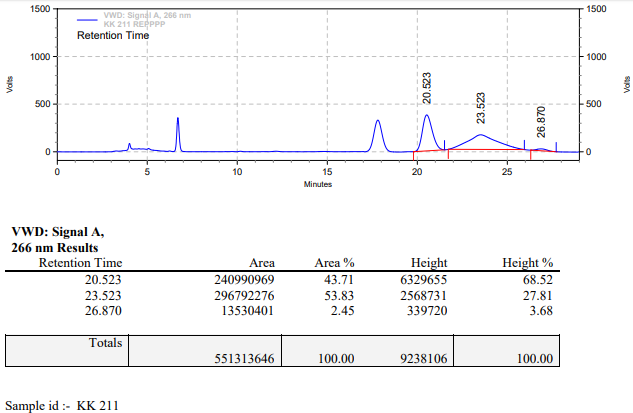 1500
1000
500
0
Volts
VWD: Signal A, 266 nm
KK 211 REPPPP
Retention Time
20.523
23.523
26.870
1500
1000
500
0
Volts
0 5 10 15 20 25
Minutes
VWD: Signal A,
266 nm Results
Retention Time Area Area % Height Height %
20.523 240990969 43.71 6329655 68.52
23.523 296792276 53.83 2568731 27.81
26.870 13530401 2.45 339720 3.68
Totals
551313646 100.00 9238106 100.00
Sample id :- KK 211